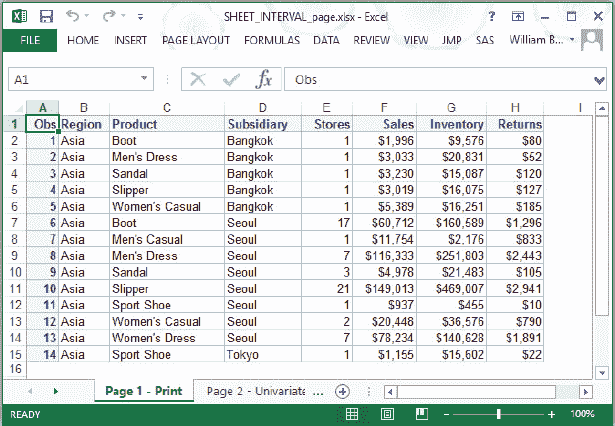 SHEET_INTERVAL_page.xlsx - Excel
FILE HOME INSERT PAGE LAYOUT FORMULAS DATA REVIEW VIEW JMP SAS William B...
A1 fx Obs
A B C D E F G H I
1 Obs Region Product Subsidiary Stores Sales Inventory Returns
2 1 Asia Boot Bangkok 1 $1,996 $9,576 $80
3 2 Asia Men's Dress Bangkok 1 $3,033 $20,831 $52
4 3 Asia Sandal Bangkok 1 $3,230 $15,087 $120
5 4 Asia Slipper Bangkok 1 $3,019 $16,075 $127
6 5 Asia Women's Casual Bangkok 1 $5,389 $16,251 $185
7 6 Asia Boot Seoul 17 $60,712 $160,589 $1,296
8 7 Asia Men's Casual Seoul 1 $11,754 $2,176 $833
9 8 Asia Men's Dress Seoul 7 $116,333 $251,803 $2,443
10 9 Asia Sandal Seoul 3 $4,978 $21,483 $105
11 10 Asia Slipper Seoul 21 $149,013 $469,007 $2,941
12 11 Asia Sport Shoe Seoul 1 $937 $455 $10
13 12 Asia Women's Casual Seoul 2 $20,448 $36,576 $790
14 13 Asia Women's Dress Seoul 7 $78,234 $140,628 $1,891
15 14 Asia Sport Shoe Tokyo 1 $1,155 $15,602 $22
16
Page 1 - Print Page 2 - Univariate ...
READY 100%